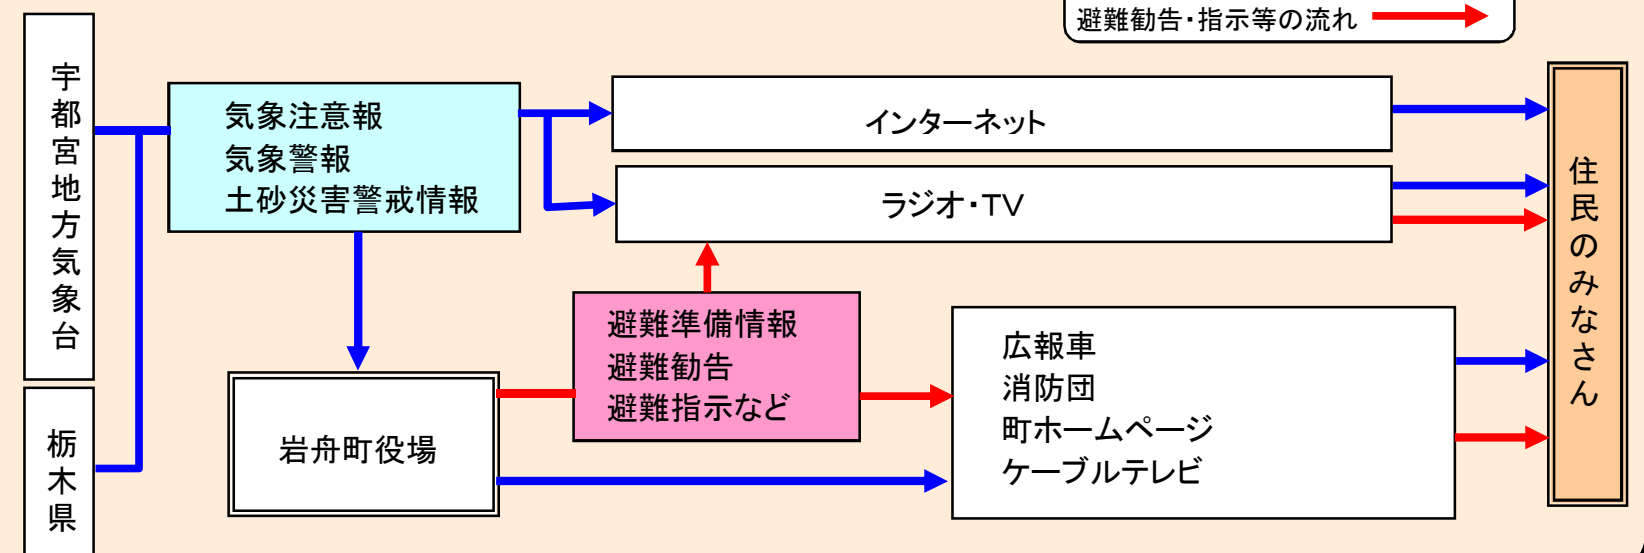 避難勧告・指示等の流れ
宇都宮地方気象台
気象注意報
気象警報
土砂災害警戒情報
インターネット
ラジオ・TV
住民のみなさん
避難準備情報
避難勧告
避難指示など
広報車
消防団
町ホームページ
ケーブルテレビ
岩舟町役場
栃木県